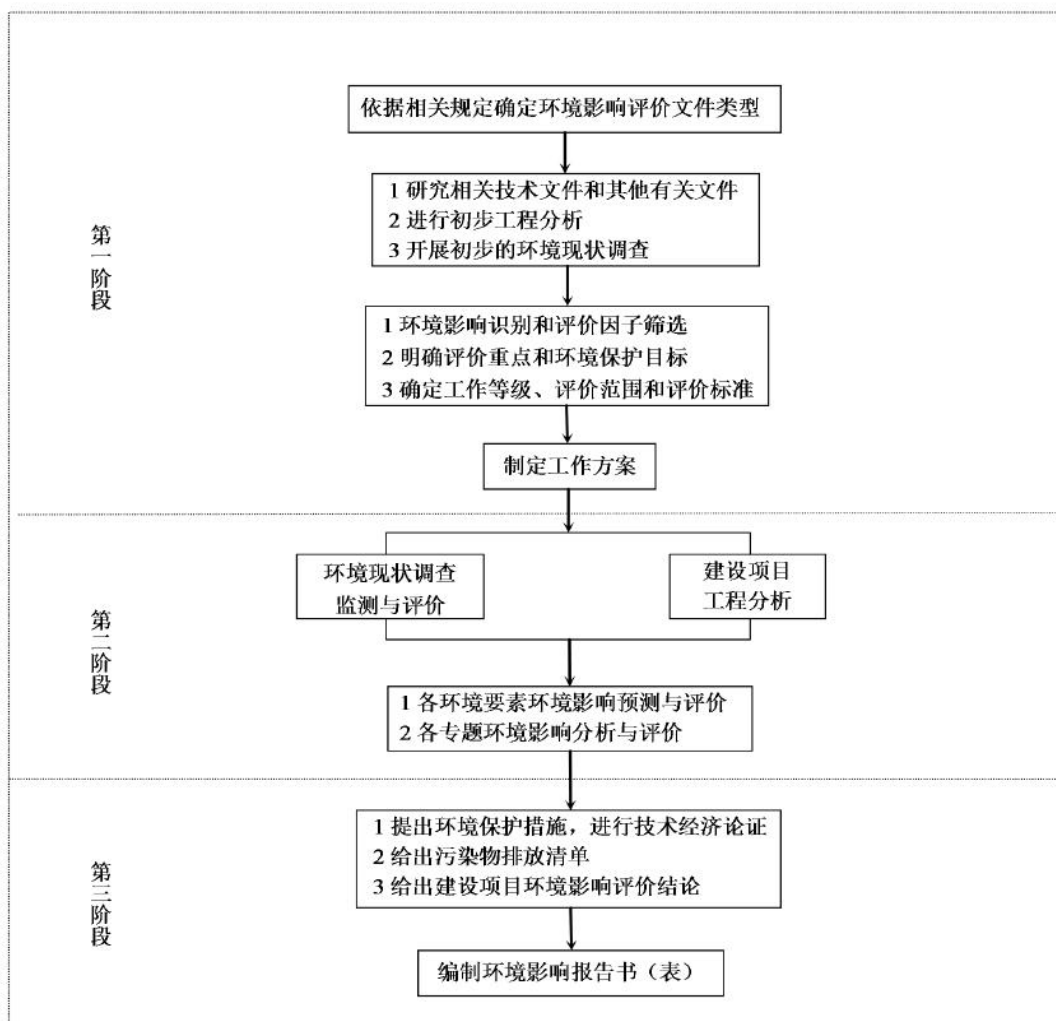 依据相关规定确定环境影响评价文件类型
1 研究相关技术文件和其他有关文件
2 进行初步工程分析
3 开展初步的环境现状调查
第一阶段
1 环境影响识别和评价因子筛选
2 明确评价重点和环境保护目标
3 确定工作等级、评价范围和评价标准
制定工作方案
第二阶段
环境现状调查
监测与评价
建设项目
工程分析
1 各环境要素环境影响预测与评价
2 各专题环境影响分析与评价
第三阶段
1 提出环境保护措施，进行技术经济论证
2 给出污染物排放清单
3 给出建设项目环境影响评价结论
编制环境影响报告书（表）